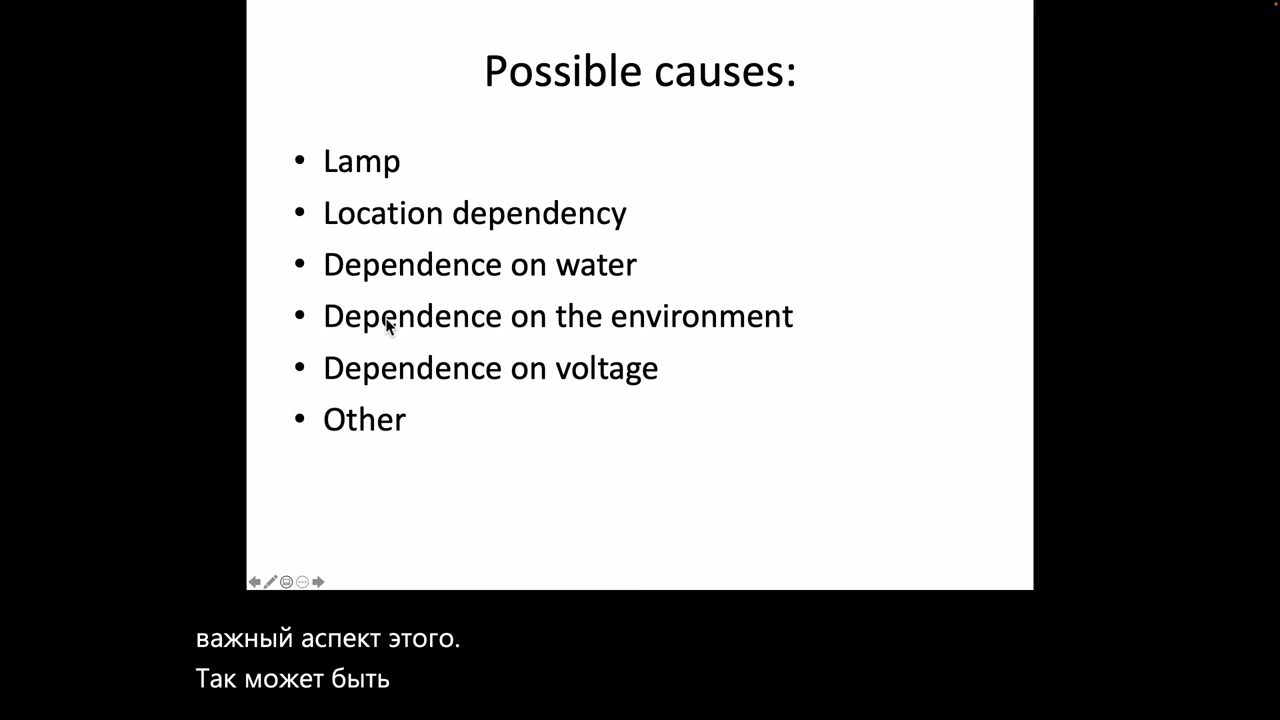 Possible causes:
• Lamp
• Location dependency
• Dependence on water
• Dependence on the environment
• Dependence on voltage
• Other
важный аспект этого.
Так может быть